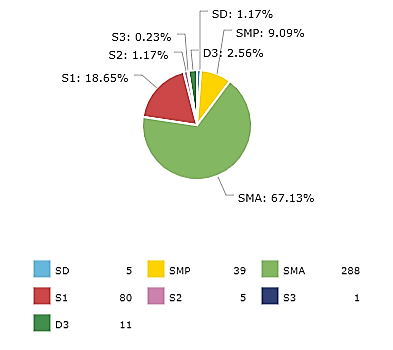 SD: 1.17%
SMP: 9.09%
S3: 0.23%
D3: 2.56%
S2: 1.17%
S1: 18.65%
SMA: 67.13%
SD 5 SMP 39 SMA 288
S1 80 S2 5 S3 1
D3 11